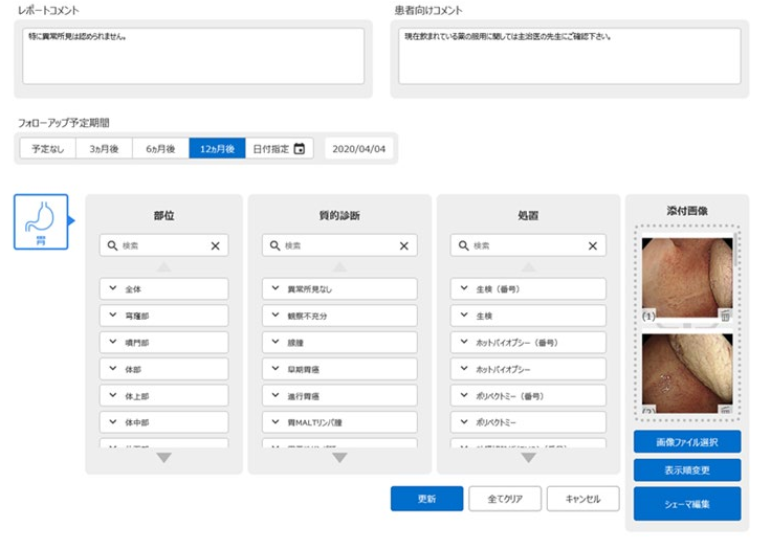 レポートコメント
患者向けコメント
特に異常所見は認められません。
現在飲まれている薬の服用に関しては主治医の先生にご確認下さい。
フォローアップ予定期間
予定なし
3ヵ月後
6ヵ月後
12ヵ月後
日付指定
2020/04/04
胃
部位
検索
全体
穹窿部
噴門部
体部
体上部
体中部
質的診断
検索
異常所見なし
観察不充分
腺腫
早期胃癌
進行胃癌
胃MALTリンパ腫
処置
検索
生検(番号)
生検
ホットバイオプシー(番号)
ホットバイオプシー
ポリペクトミー(番号)
ポリペクトミー
添付画像
(1)
(2)
画像ファイル選択
表示順変更
シェーマ編集
更新
全てクリア
キャンセル